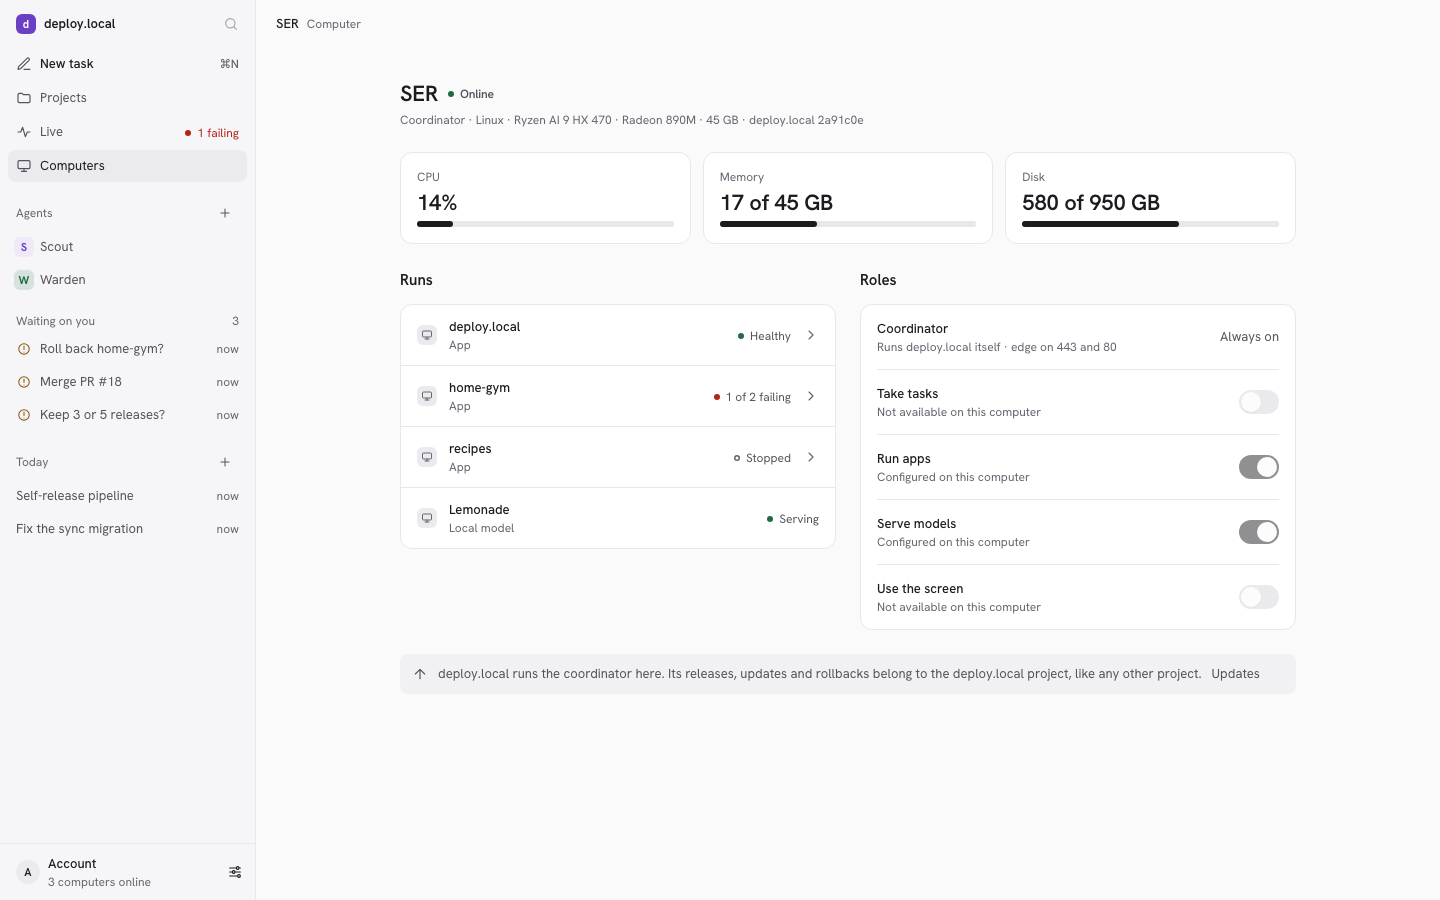 d deploy.local
New task ⌘N
Projects
Live 1 failing
Computers
Agents
S Scout
W Warden
Waiting on you 3
Roll back home-gym? now
Merge PR #18 now
Keep 3 or 5 releases? now
Today
Self-release pipeline now
Fix the sync migration now
A Account
3 computers online
SER Computer
SER Online
Coordinator · Linux · Ryzen AI 9 HX 470 · Radeon 890M · 45 GB · deploy.local 2a91c0e
CPU
14%
Memory
17 of 45 GB
Disk
580 of 950 GB
Runs
deploy.local
App
Healthy
home-gym
App
1 of 2 failing
recipes
App
Stopped
Lemonade
Local model
Serving
Roles
Coordinator
Runs deploy.local itself · edge on 443 and 80
Always on
Take tasks
Not available on this computer
Run apps
Configured on this computer
Serve models
Configured on this computer
Use the screen
Not available on this computer
deploy.local runs the coordinator here. Its releases, updates and rollbacks belong to the deploy.local project, like any other project. Updates